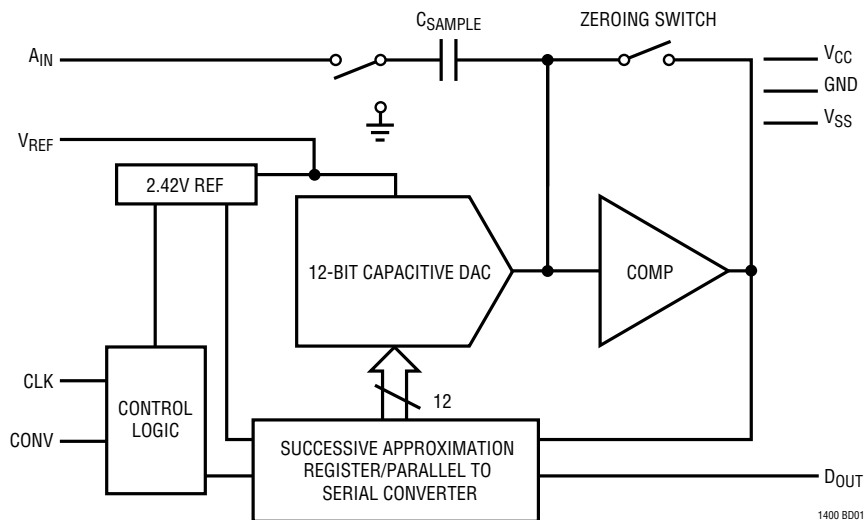 CSAMPLE
ZEROING SWITCH
AIN
VCC
GND
VSS
VREF
2.42V REF
12-BIT CAPACITIVE DAC
COMP
CLK
CONV
CONTROL
LOGIC
12
SUCCESSIVE APPROXIMATION
REGISTER/PARALLEL TO
SERIAL CONVERTER
DOUT
1400 BD01